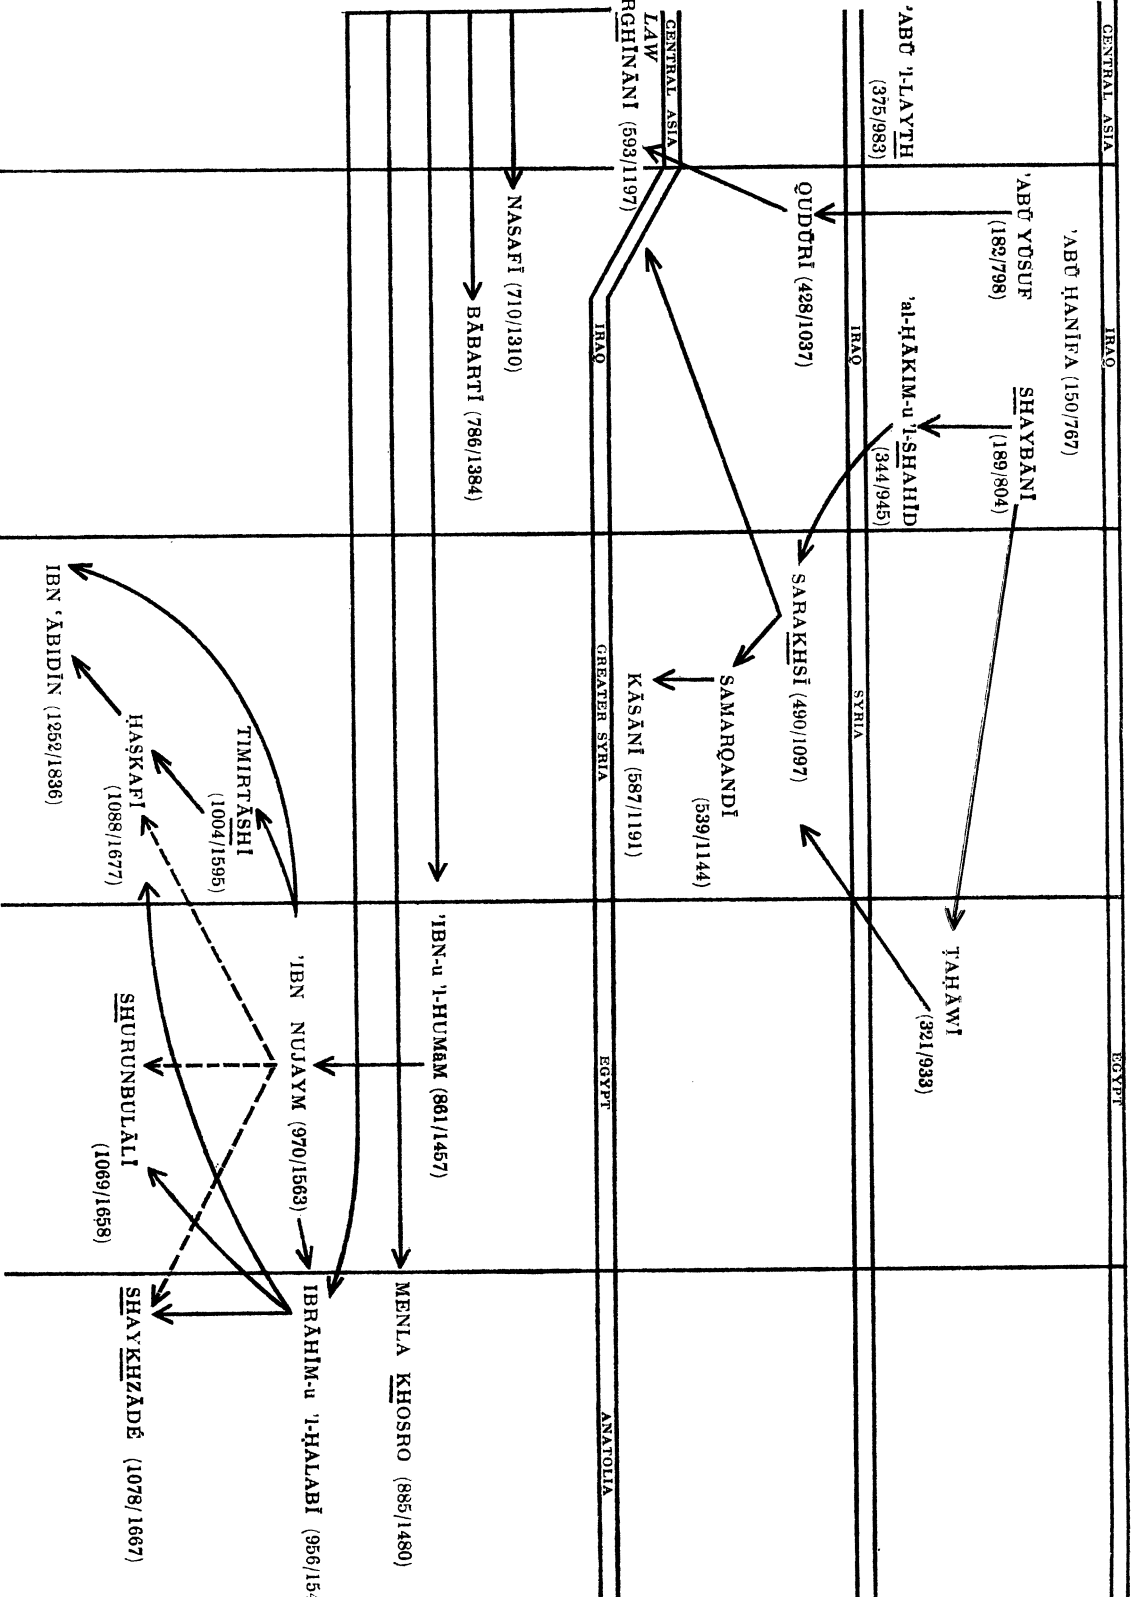 CENTRAL ASIA
IRAQ
EGYPT
'ABŪ ḤANĪFA (150/767)
'ABŪ YŪSUF
(182/798)
SHAYBĀNĪ
(189/804)
ṬAḤĀWĪ
(321/933)
'ABŪ 'l-LAYTH
(375/983)
'al-ḤĀKIM-u 'l-SHAHĪD
(344/945)
IRAQ
SYRIA
QUDŪRĪ (428/1037)
SARAKHSĪ (490/1097)
SAMARQANDĪ
(539/1144)
CENTRAL ASIA
LAW
RGHĪNĀNĪ (593/1197)
KĀSĀNĪ (587/1191)
IRAQ
GREATER SYRIA
EGYPT
ANATOLIA
NASAFĪ (710/1310)
BĀBARTĪ (786/1384)
'IBN-u 'l-HUMāM (861/1457)
MENLA KHOSRO (885/1480)
'IBN NUJAYM (970/1563)
IBRĀHĪM-u 'l-ḤALABĪ (956/154
TIMIRTĀSHĪ
(1004/1595)
ḤAṢKAFĪ
(1088/1677)
SHURUNBULĀLĪ
(1069/1658)
SHAYKHZĀDÉ (1078/1667)
IBN ʻĀBIDĪN (1252/1836)